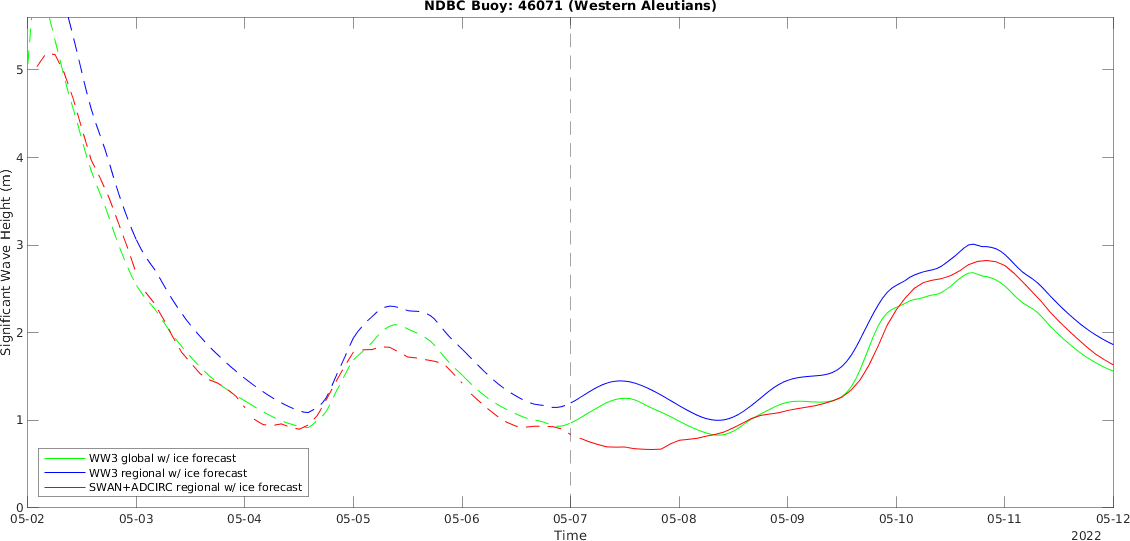 NDBC Buoy: 46071 (Western Aleutians)
5
4
3
2
1
0
Significant Wave Height (m)
WW3 global w/ ice forecast
WW3 regional w/ ice forecast
SWAN+ADCIRC regional w/ ice forecast
05-02 05-03 05-04 05-05 05-06 05-07 05-08 05-09 05-10 05-11 05-12
Time
2022